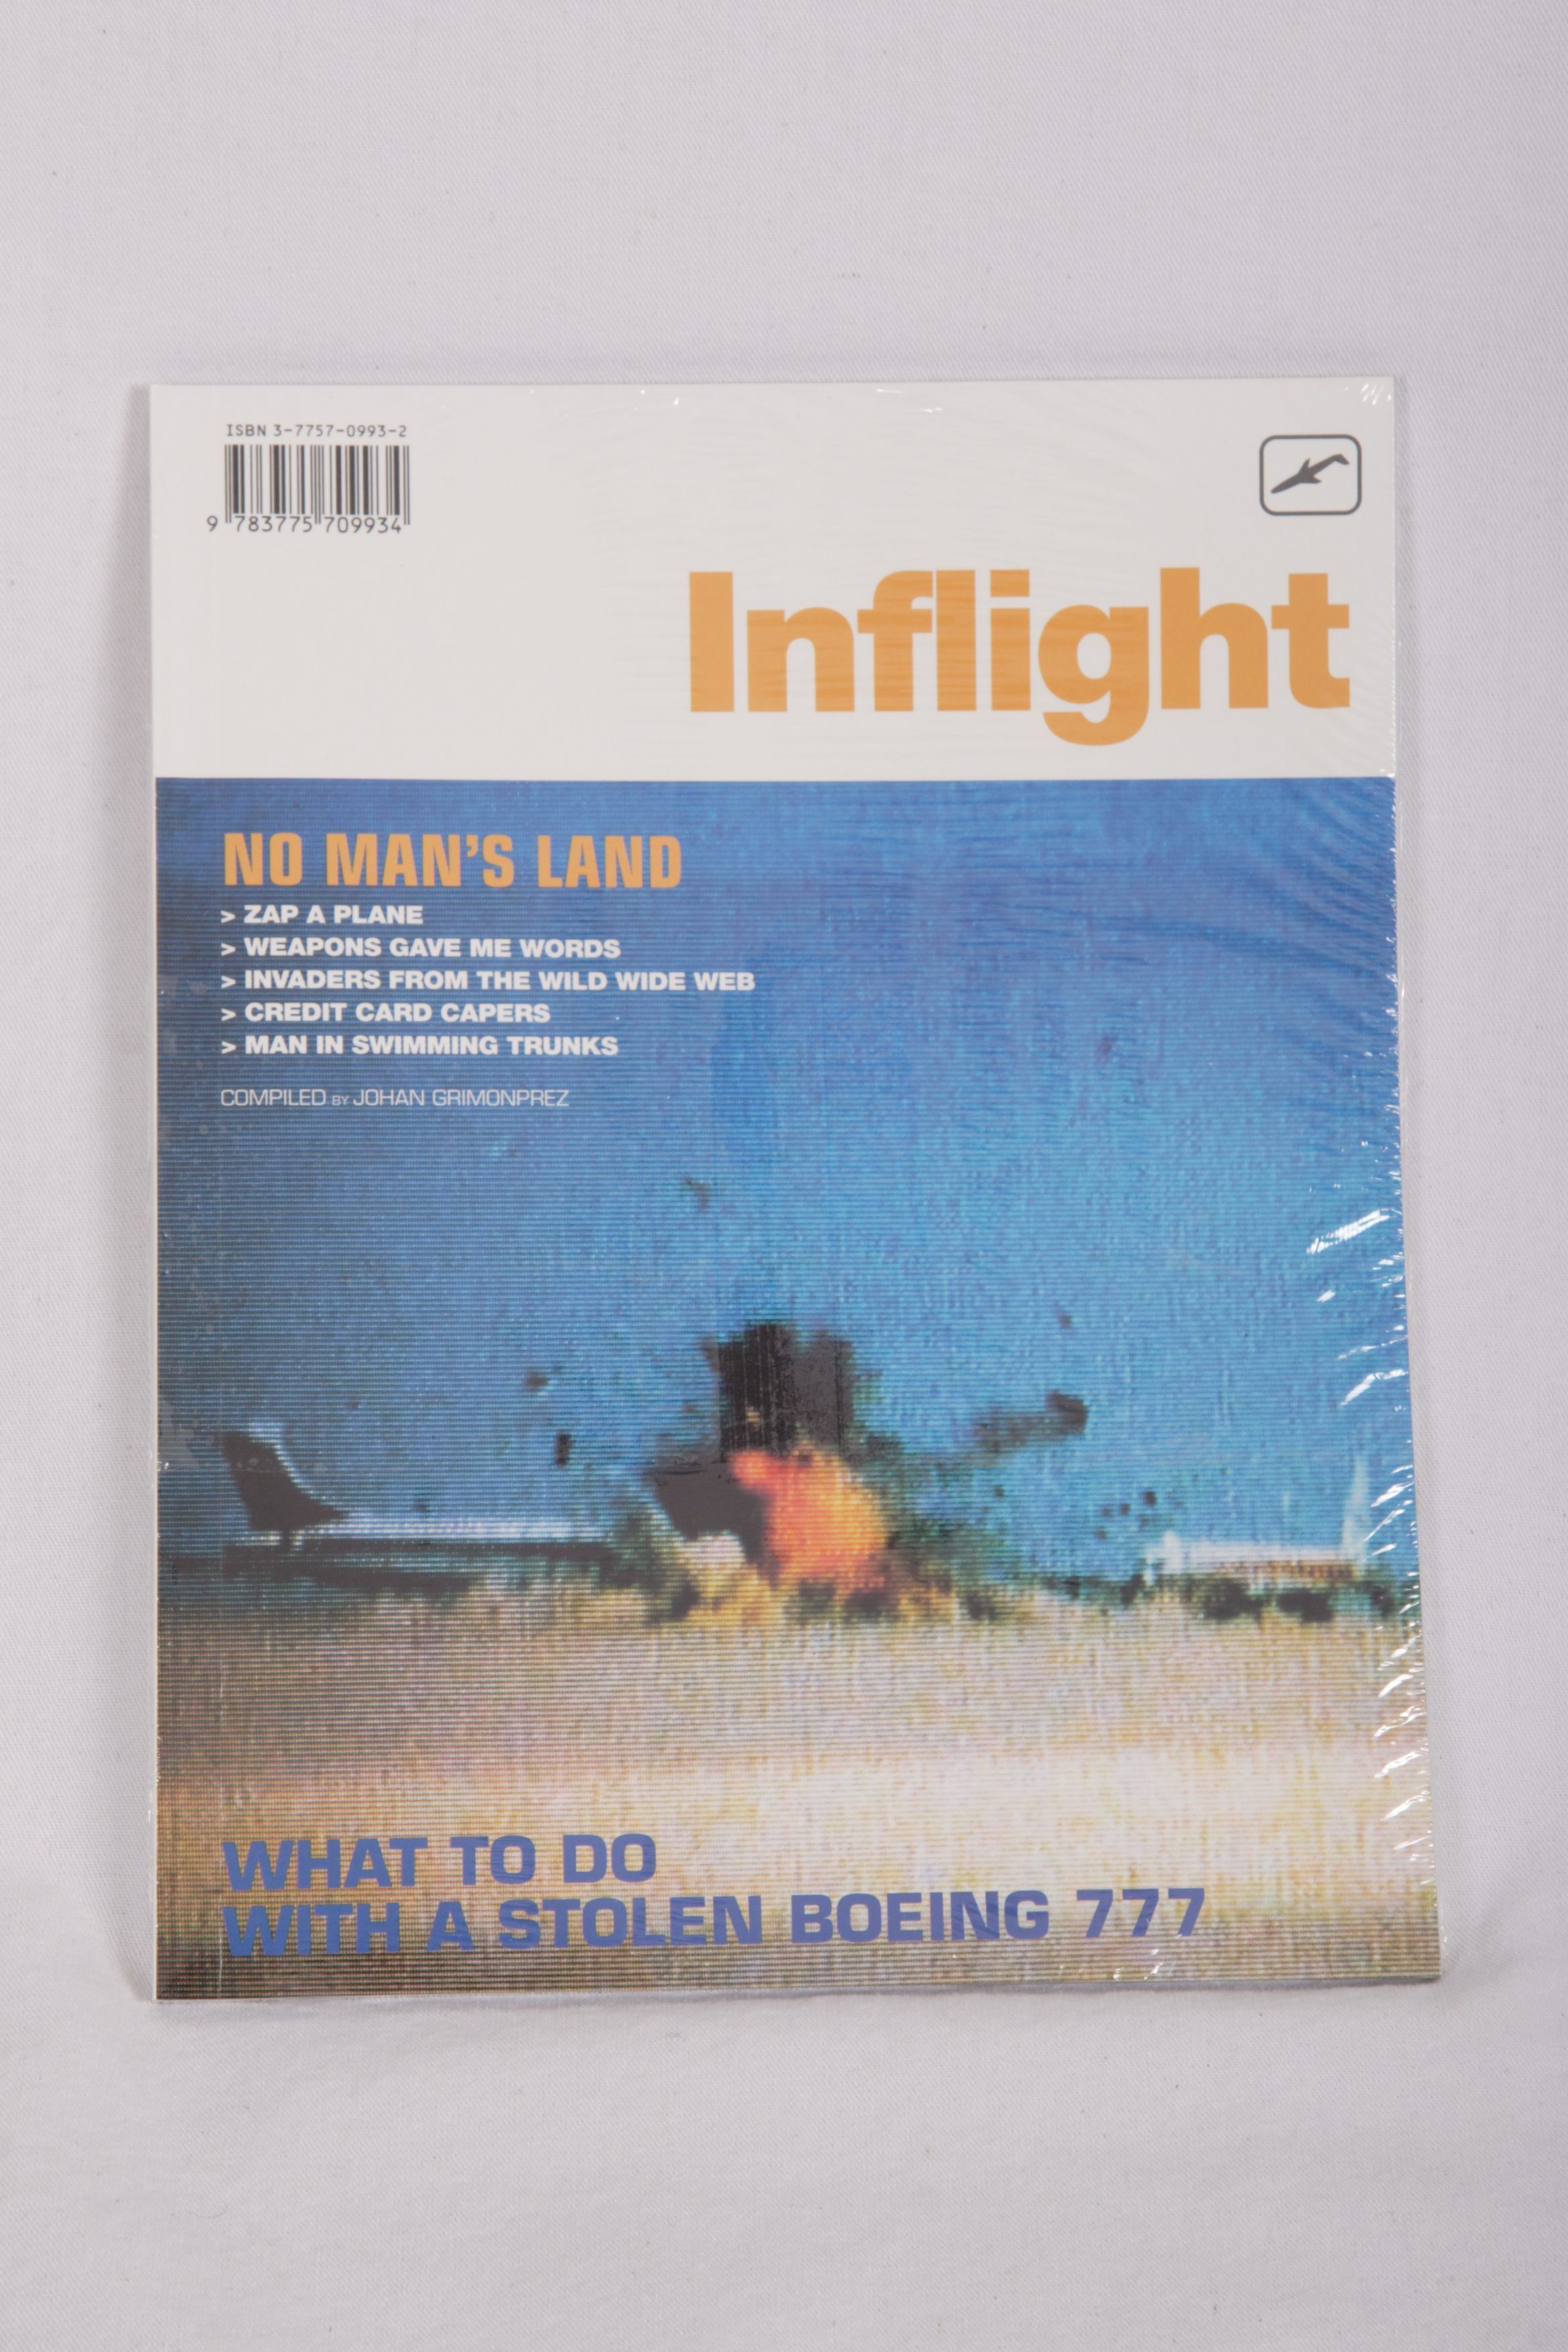 ISBN 3-7757-0993-2
9 783775 709934
Inflight
NO MAN'S LAND
> ZAP A PLANE
> WEAPONS GAVE ME WORDS
> INVADERS FROM THE WILD WIDE WEB
> CREDIT CARD CAPERS
> MAN IN SWIMMING TRUNKS
COMPILED BY JOHAN GRIMONPREZ
WHAT TO DO
WITH A STOLEN BOEING 777